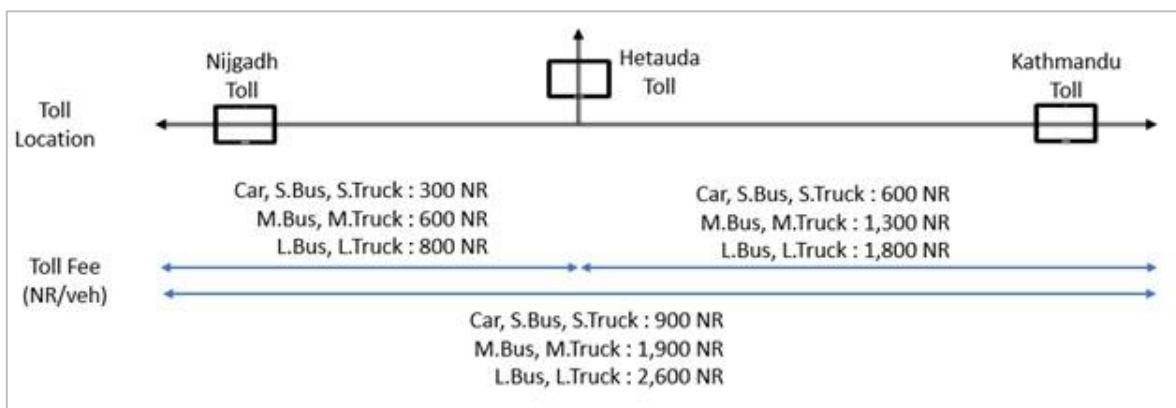 Nijgadh
Toll
Hetauda
Toll
Kathmandu
Toll
Toll
Location
Car, S.Bus, S.Truck : 300 NR
M.Bus, M.Truck : 600 NR
L.Bus, L.Truck : 800 NR
Car, S.Bus, S.Truck : 600 NR
M.Bus, M.Truck : 1,300 NR
L.Bus, L.Truck : 1,800 NR
Toll Fee
(NR/veh)
Car, S.Bus, S.Truck : 900 NR
M.Bus, M.Truck : 1,900 NR
L.Bus, L.Truck : 2,600 NR